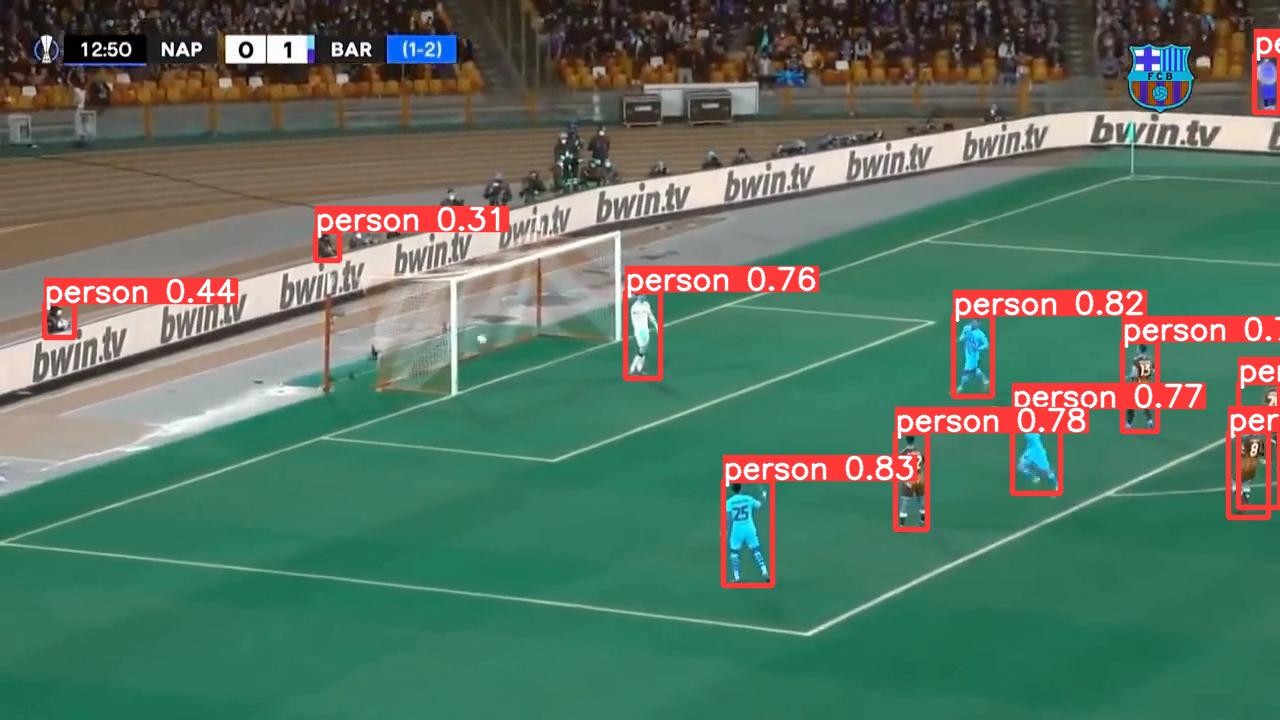 12:50 NAP 0 1 BAR (1-2)
FCB
bwin.tv
bwin.tv
bwin.tv
bwin.tv
bwin.tv
bwin.tv
bwin.tv
bwin.tv
bwin.tv
bwin.tv
person 0.31
person 0.44
person 0.76
person 0.82
person 0.77
person 0.78
person 0.83
25
13
8